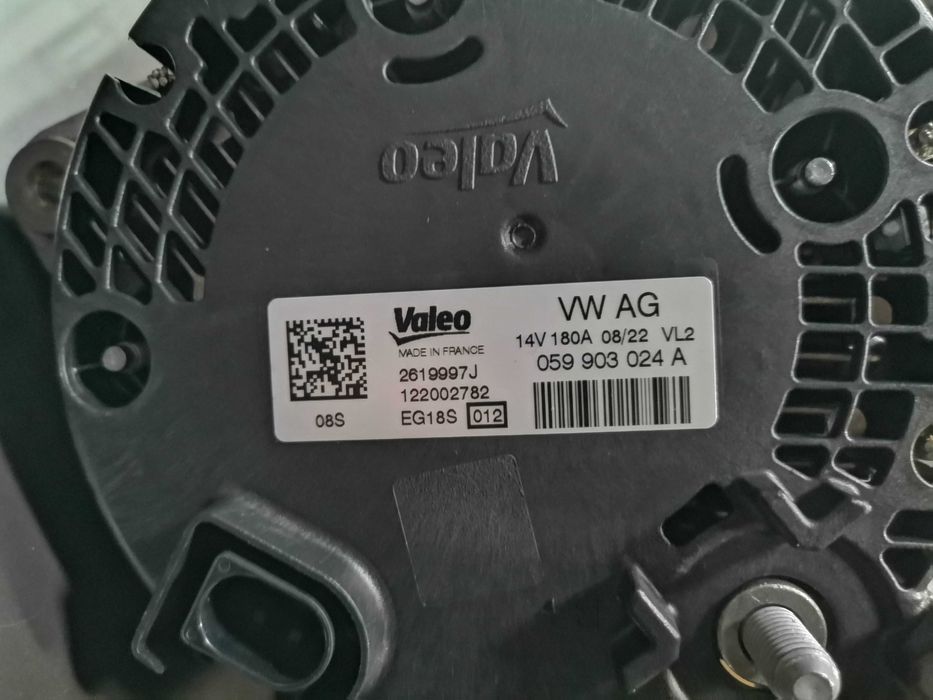 Valeo
Valeo
MADE IN FRANCE
2619997J
122002782
EG18S 012
08S
VW AG
14V 180A 08/22 VL2
059 903 024 A